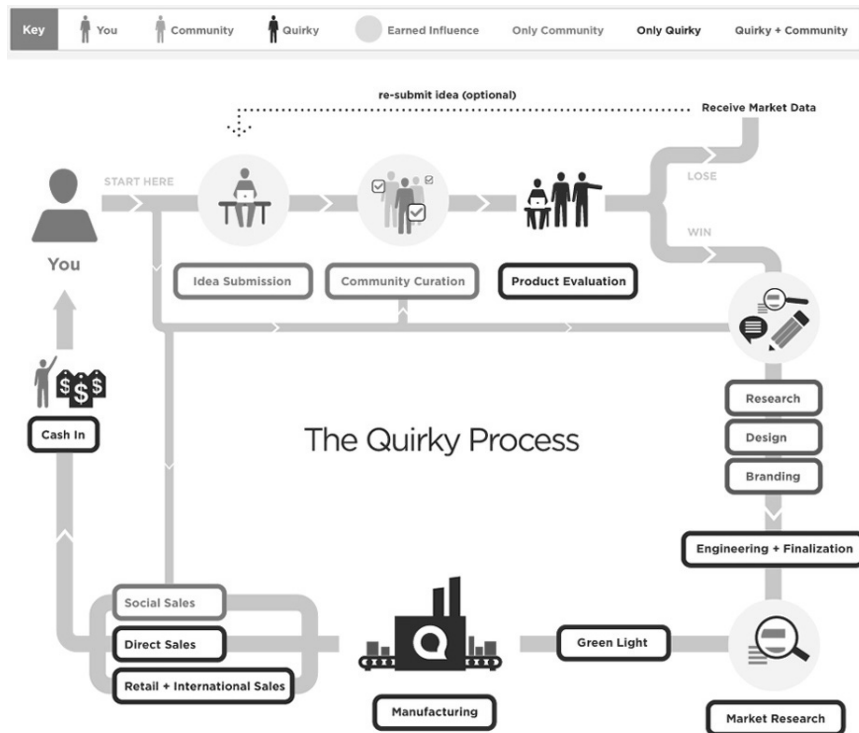 Key
You
Community
Quirky
Earned Influence
Only Community
Only Quirky
Quirky + Community
re-submit idea (optional)
Receive Market Data
START HERE
LOSE
WIN
You
Idea Submission
Community Curation
Product Evaluation
$ $ $
Cash In
The Quirky Process
Research
Design
Branding
Engineering + Finalization
Social Sales
Direct Sales
Retail + International Sales
Green Light
Manufacturing
Market Research